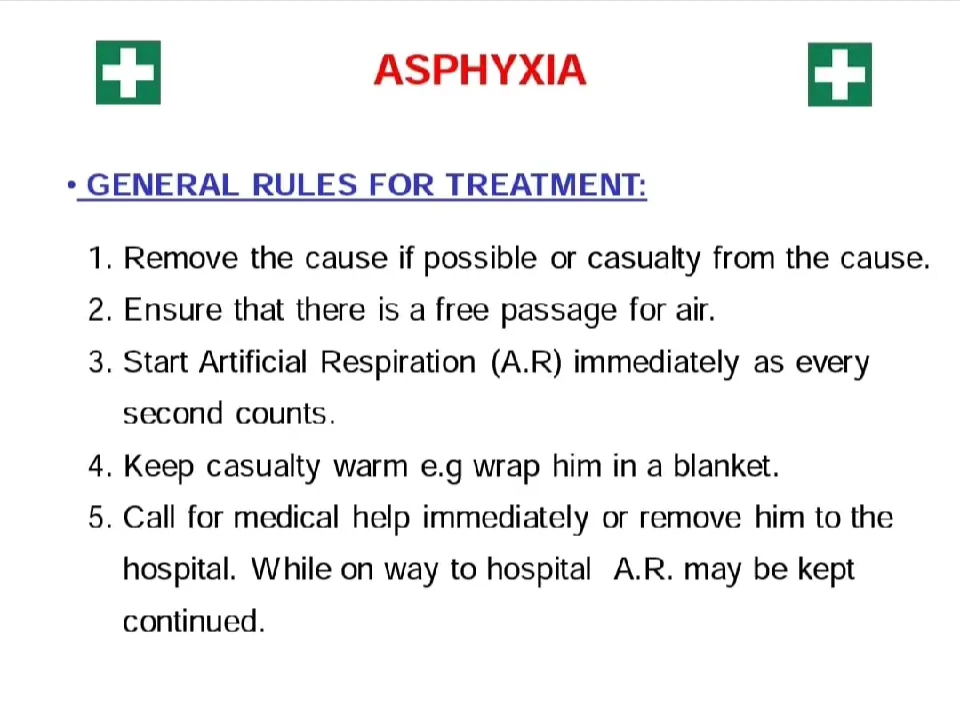 ASPHYXIA
• GENERAL RULES FOR TREATMENT:
1. Remove the cause if possible or casualty from the cause.
2. Ensure that there is a free passage for air.
3. Start Artificial Respiration (A.R) immediately as every
second counts.
4. Keep casualty warm e.g wrap him in a blanket.
5. Call for medical help immediately or remove him to the
hospital. While on way to hospital A.R. may be kept
continued.